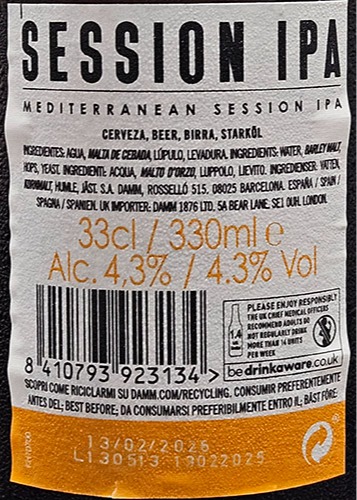 SESSION IPA
MEDITERRANEAN SESSION IPA
CERVEZA, BEER, BIRRA, STARKÖL
INGREDIENTES: AGUA, MALTA DE CEBADA, LÚPULO, LEVADURA. INGREDIENTS: WATER, BARLEY MALT,
HOPS, YEAST. INGREDIENTI: ACQUA, MALTO D'ORZO, LUPPOLO, LIEVITO. INGREDIENSER: VATTEN,
KORNMALT, HUMLE, JÄST. S.A. DAMM, ROSSELLÓ 515. 08025 BARCELONA. ESPAÑA / SPAIN /
SPAGNA / SPANIEN. UK IMPORTER: DAMM 1876 LTD, 5A BEAR LANE. SE1 0UH. LONDON.
33cl / 330ml e
Alc. 4,3% / 4.3% Vol
1.4
PLEASE ENJOY RESPONSIBLY
THE UK CHIEF MEDICAL OFFICERS
RECOMMEND ADULTS DO
NOT REGULARLY DRINK
MORE THAN 14 UNITS
PER WEEK
bedrinkaware.co.uk
8 410793 923134 >
SCOPRI COME RICICLARMI SU DAMM.COM/RECYCLING. CONSUMIR PREFERENTEMENTE
ANTES DEL; BEST BEFORE; DA CONSUMARSI PREFERIBILMENTE ENTRO IL; BÄST FÖRE:
13/02/2026
L130513 13022025